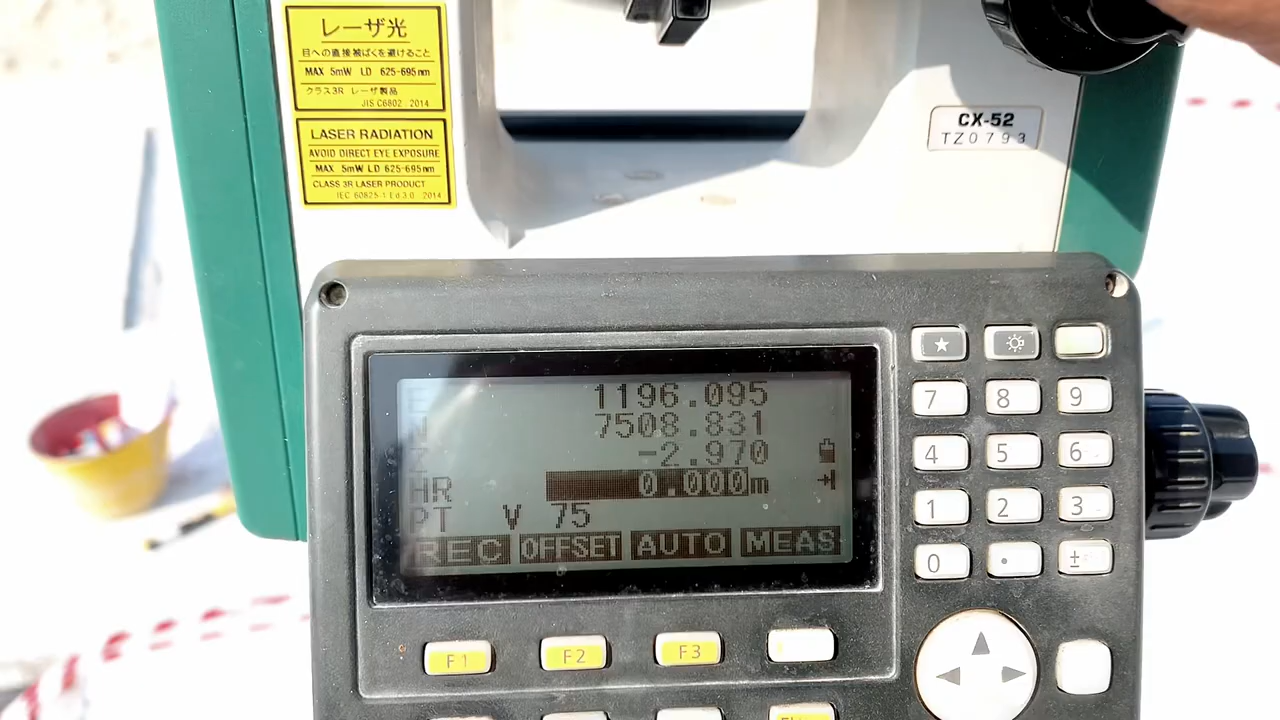 レーザ光
目への直接被ばくを避けること
MAX 5mW LD 625-695nm
クラス3R レーザ製品
JIS C6802 2014
LASER RADIATION
AVOID DIRECT EYE EXPOSURE
MAX 5mW LD 625-695nm
CLASS 3R LASER PRODUCT
IEC 60825-1 Ed.3.0 2014
CX-52
TZ0793
E 1196.095
N 7508.831
Z -2.970
HR 0.000m
PT V 75
REC OFFSET AUTO MEAS
7 8 9
4 5 6
1 2 3
0 . ±
F1 F2 F3